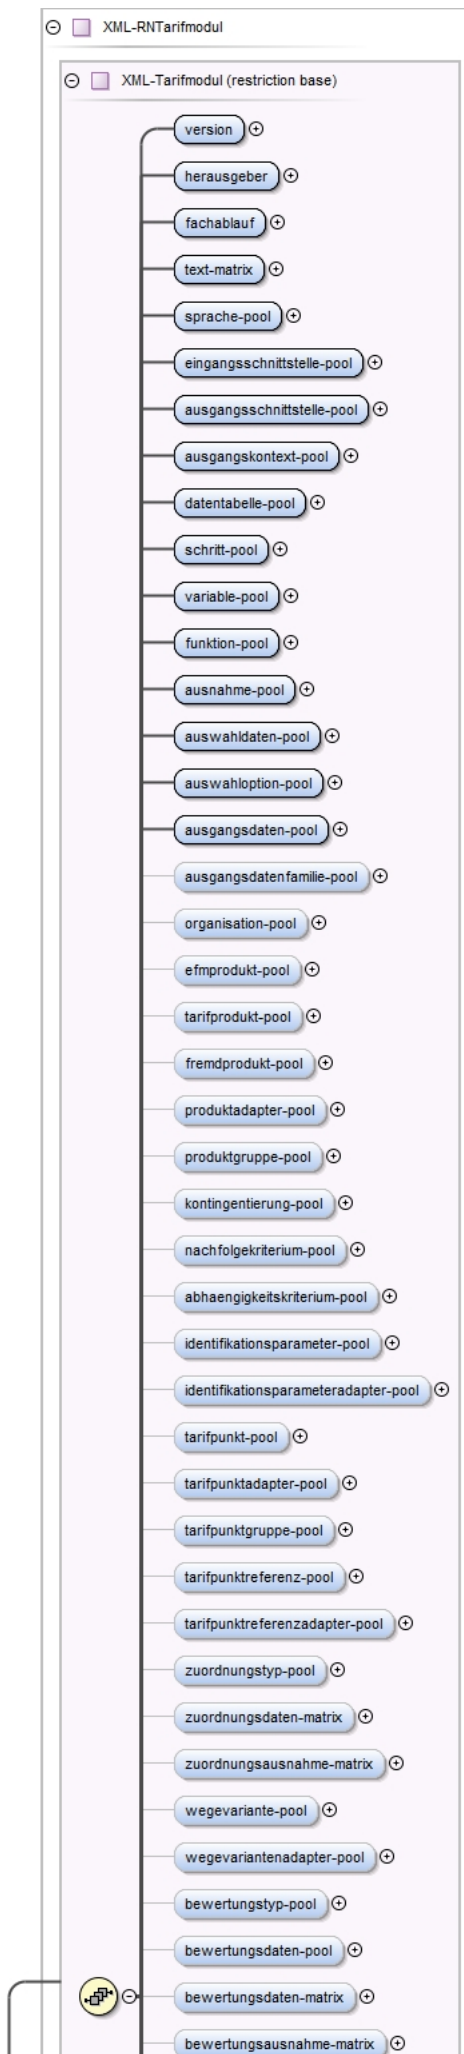 XML-RNTarifmodul
XML-Tarifmodul (restriction base)
version
herausgeber
fachablauf
text-matrix
sprache-pool
eingangsschnittstelle-pool
ausgangsschnittstelle-pool
ausgangskontext-pool
datentabelle-pool
schritt-pool
variable-pool
funktion-pool
ausnahme-pool
auswahldaten-pool
auswahloption-pool
ausgangsdaten-pool
ausgangsdatenfamilie-pool
organisation-pool
efmprodukt-pool
tarifprodukt-pool
fremdprodukt-pool
produktadapter-pool
produktgruppe-pool
kontingentierung-pool
nachfolgekriterium-pool
abhaengigkeitskriterium-pool
identifikationsparameter-pool
identifikationsparameteradapter-pool
tarifpunkt-pool
tarifpunktadapter-pool
tarifpunktgruppe-pool
tarifpunktreferenz-pool
tarifpunktreferenzadapter-pool
zuordnungstyp-pool
zuordnungsdaten-matrix
zuordnungsausnahme-matrix
wegevariante-pool
wegevariantenadapter-pool
bewertungstyp-pool
bewertungsdaten-pool
bewertungsdaten-matrix
bewertungsausnahme-matrix